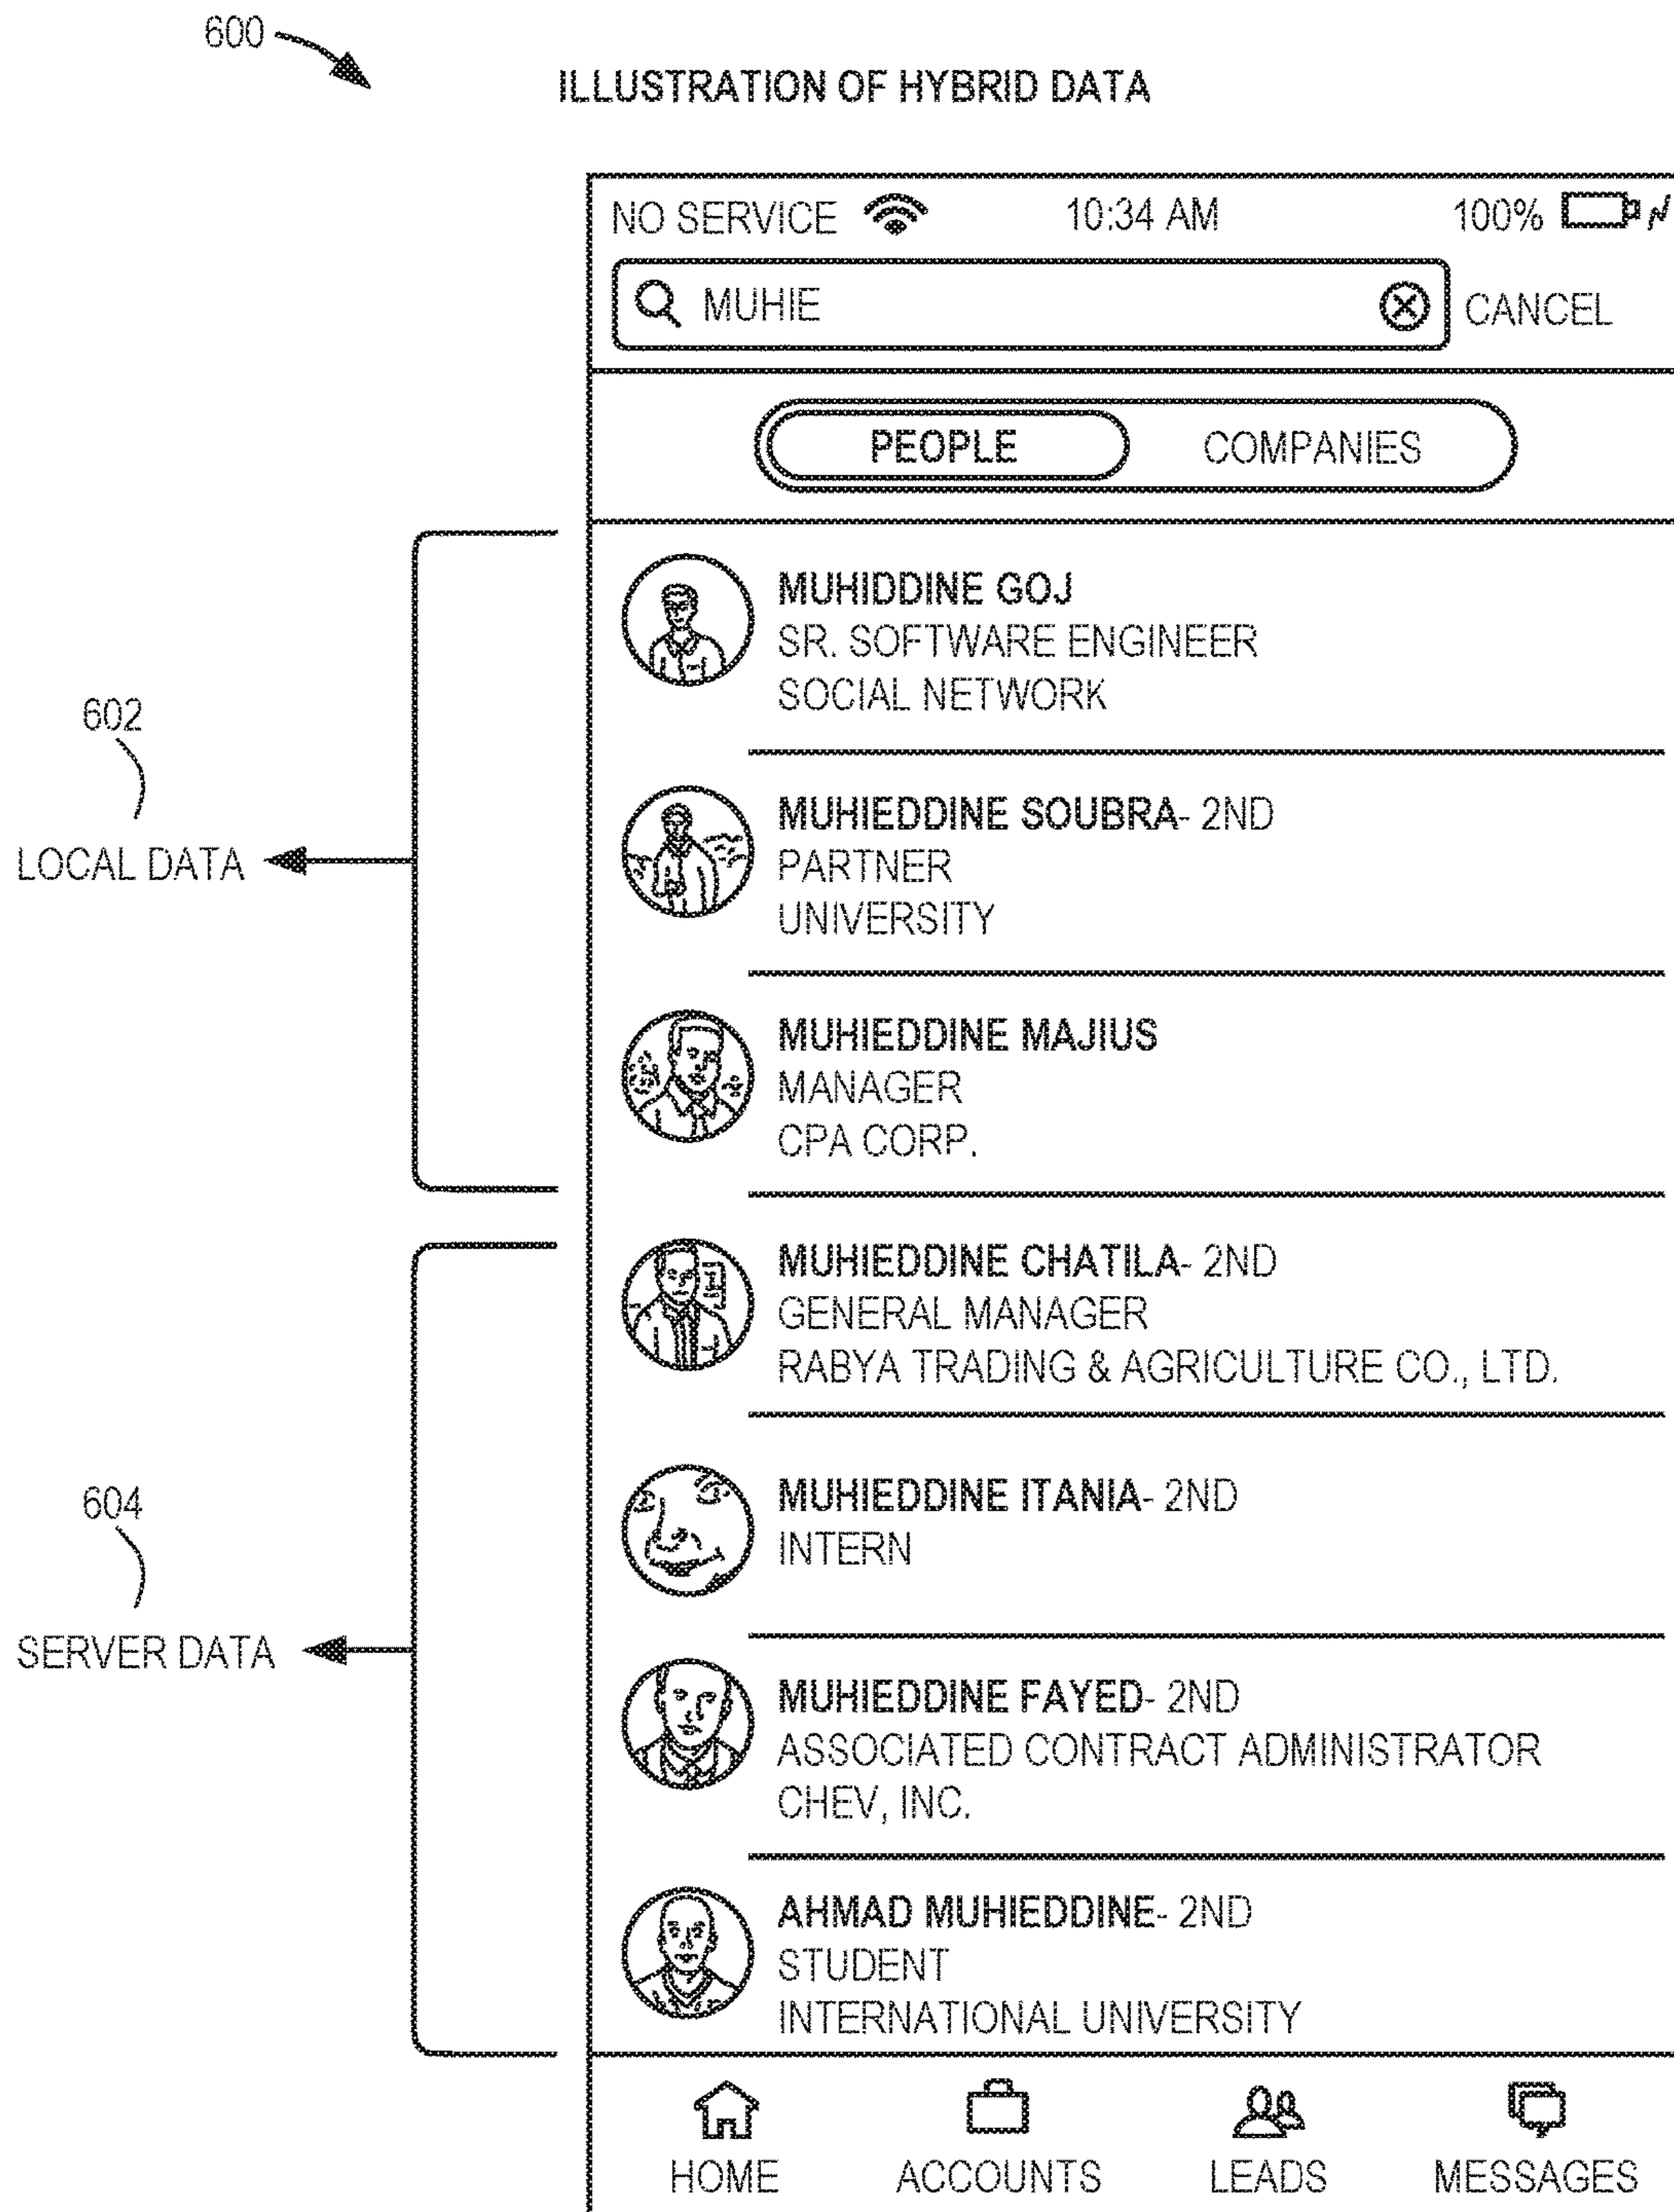 600
ILLUSTRATION OF HYBRID DATA
NO SERVICE 10:34 AM 100%
MUHIE CANCEL
PEOPLE COMPANIES
MUHIDDINE GOJ
SR. SOFTWARE ENGINEER
SOCIAL NETWORK
602
LOCAL DATA
MUHIEDDINE SOUBRA- 2ND
PARTNER
UNIVERSITY
MUHIEDDINE MAJIUS
MANAGER
CPA CORP.
MUHIEDDINE CHATILA- 2ND
GENERAL MANAGER
RABYA TRADING & AGRICULTURE CO., LTD.
604
SERVER DATA
MUHIEDDINE ITANIA- 2ND
INTERN
MUHIEDDINE FAYED- 2ND
ASSOCIATED CONTRACT ADMINISTRATOR
CHEV, INC.
AHMAD MUHIEDDINE- 2ND
STUDENT
INTERNATIONAL UNIVERSITY
HOME ACCOUNTS LEADS MESSAGES